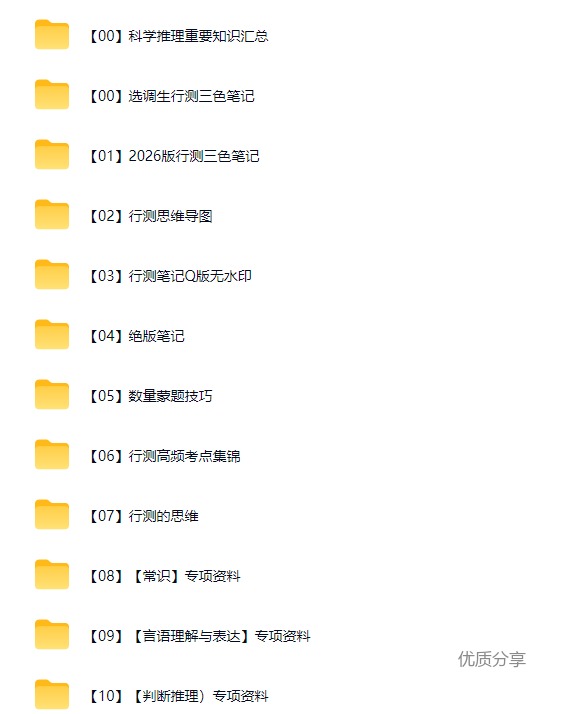 【00】科学推理重要知识汇总
【00】选调生行测三色笔记
【01】2026版行测三色笔记
【02】行测思维导图
【03】行测笔记Q版无水印
【04】绝版笔记
【05】数量蒙题技巧
【06】行测高频考点集锦
【07】行测的思维
【08】【常识】专项资料
【09】【言语理解与表达】专项资料
优质分享
【10】【判断推理）专项资料